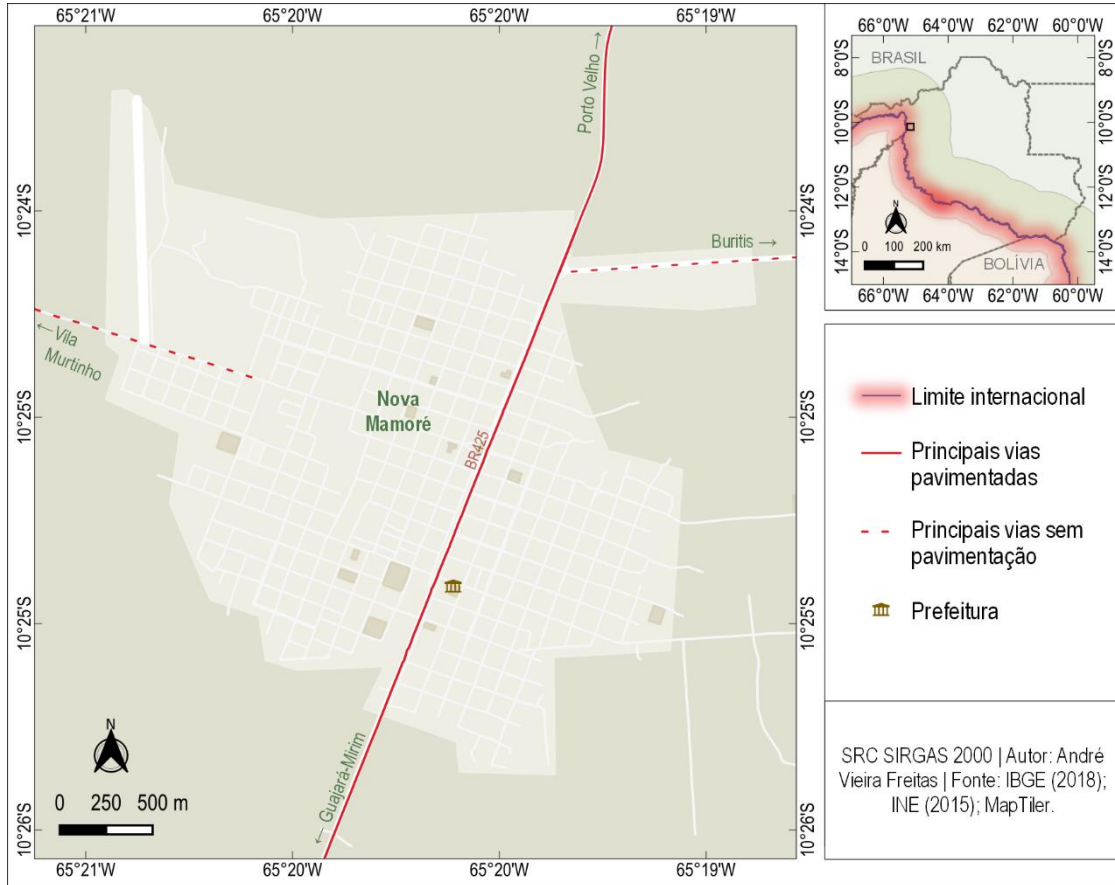 65°21'W 65°20'W 65°20'W 65°19'W
10°24'S
10°25'S
10°25'S
10°26'S
Porto Velho →
Buritis →
← Vila
Murtinho
Nova
Mamoré
BR425
← Guajará-Mirim
N
0 250 500 m
10°24'S
10°25'S
10°25'S
10°26'S
65°21'W 65°20'W 65°20'W 65°19'W
66°0'W 64°0'W 62°0'W 60°0'W
8°0'S
10°0'S
12°0'S
14°0'S
BRASIL
N
0 100 200 km
BOLÍVIA
8°0'S
10°0'S
12°0'S
14°0'S
66°0'W 64°0'W 62°0'W 60°0'W
Limite internacional
Principais vias
pavimentadas
Principais vias sem
pavimentação
Prefeitura
SRC SIRGAS 2000 | Autor: André
Vieira Freitas | Fonte: IBGE (2018);
INE (2015); MapTiler.